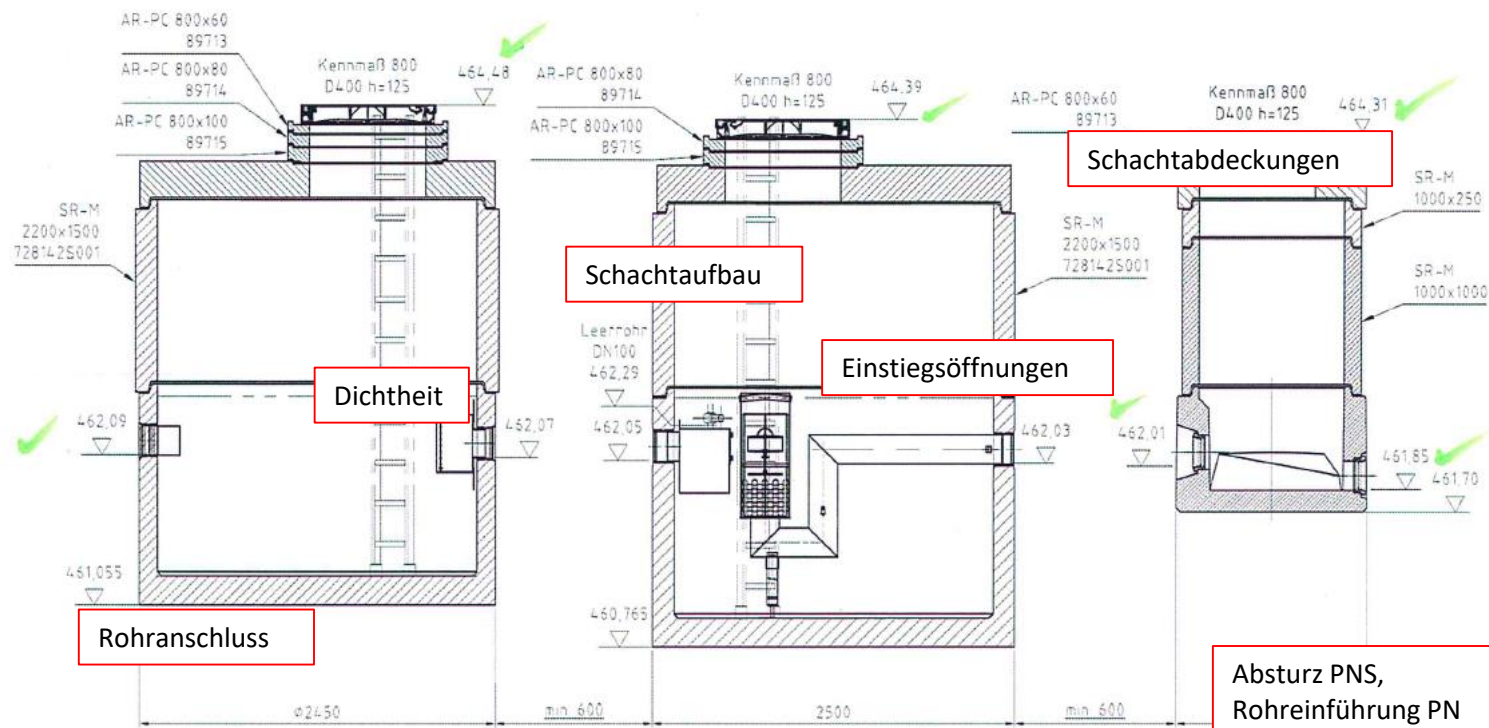 AR-PC 800x60
89713
AR-PC 800x80
89714
AR-PC 800x100
89715
Kennmaß 800
D400 h=125
464,48
SR-M
2200x1500
728142S001
Dichtheit
462,09
462,07
461,055
Rohranschluss
⌀2450
min. 600
AR-PC 800x80
89714
AR-PC 800x100
89715
Kennmaß 800
D400 h=125
464,39
SR-M
2200x1500
728142S001
Schachtaufbau
Leerrohr
DN100
462,29
Einstiegsöffnungen
462,05
462,03
460,765
2500
min. 600
AR-PC 800x60
89713
Kennmaß 800
D400 h=125
464,31
Schachtabdeckungen
SR-M
1000x250
SR-M
1000x1000
462,01
461,85
461,70
Absturz PNS,
Rohreinführung PN